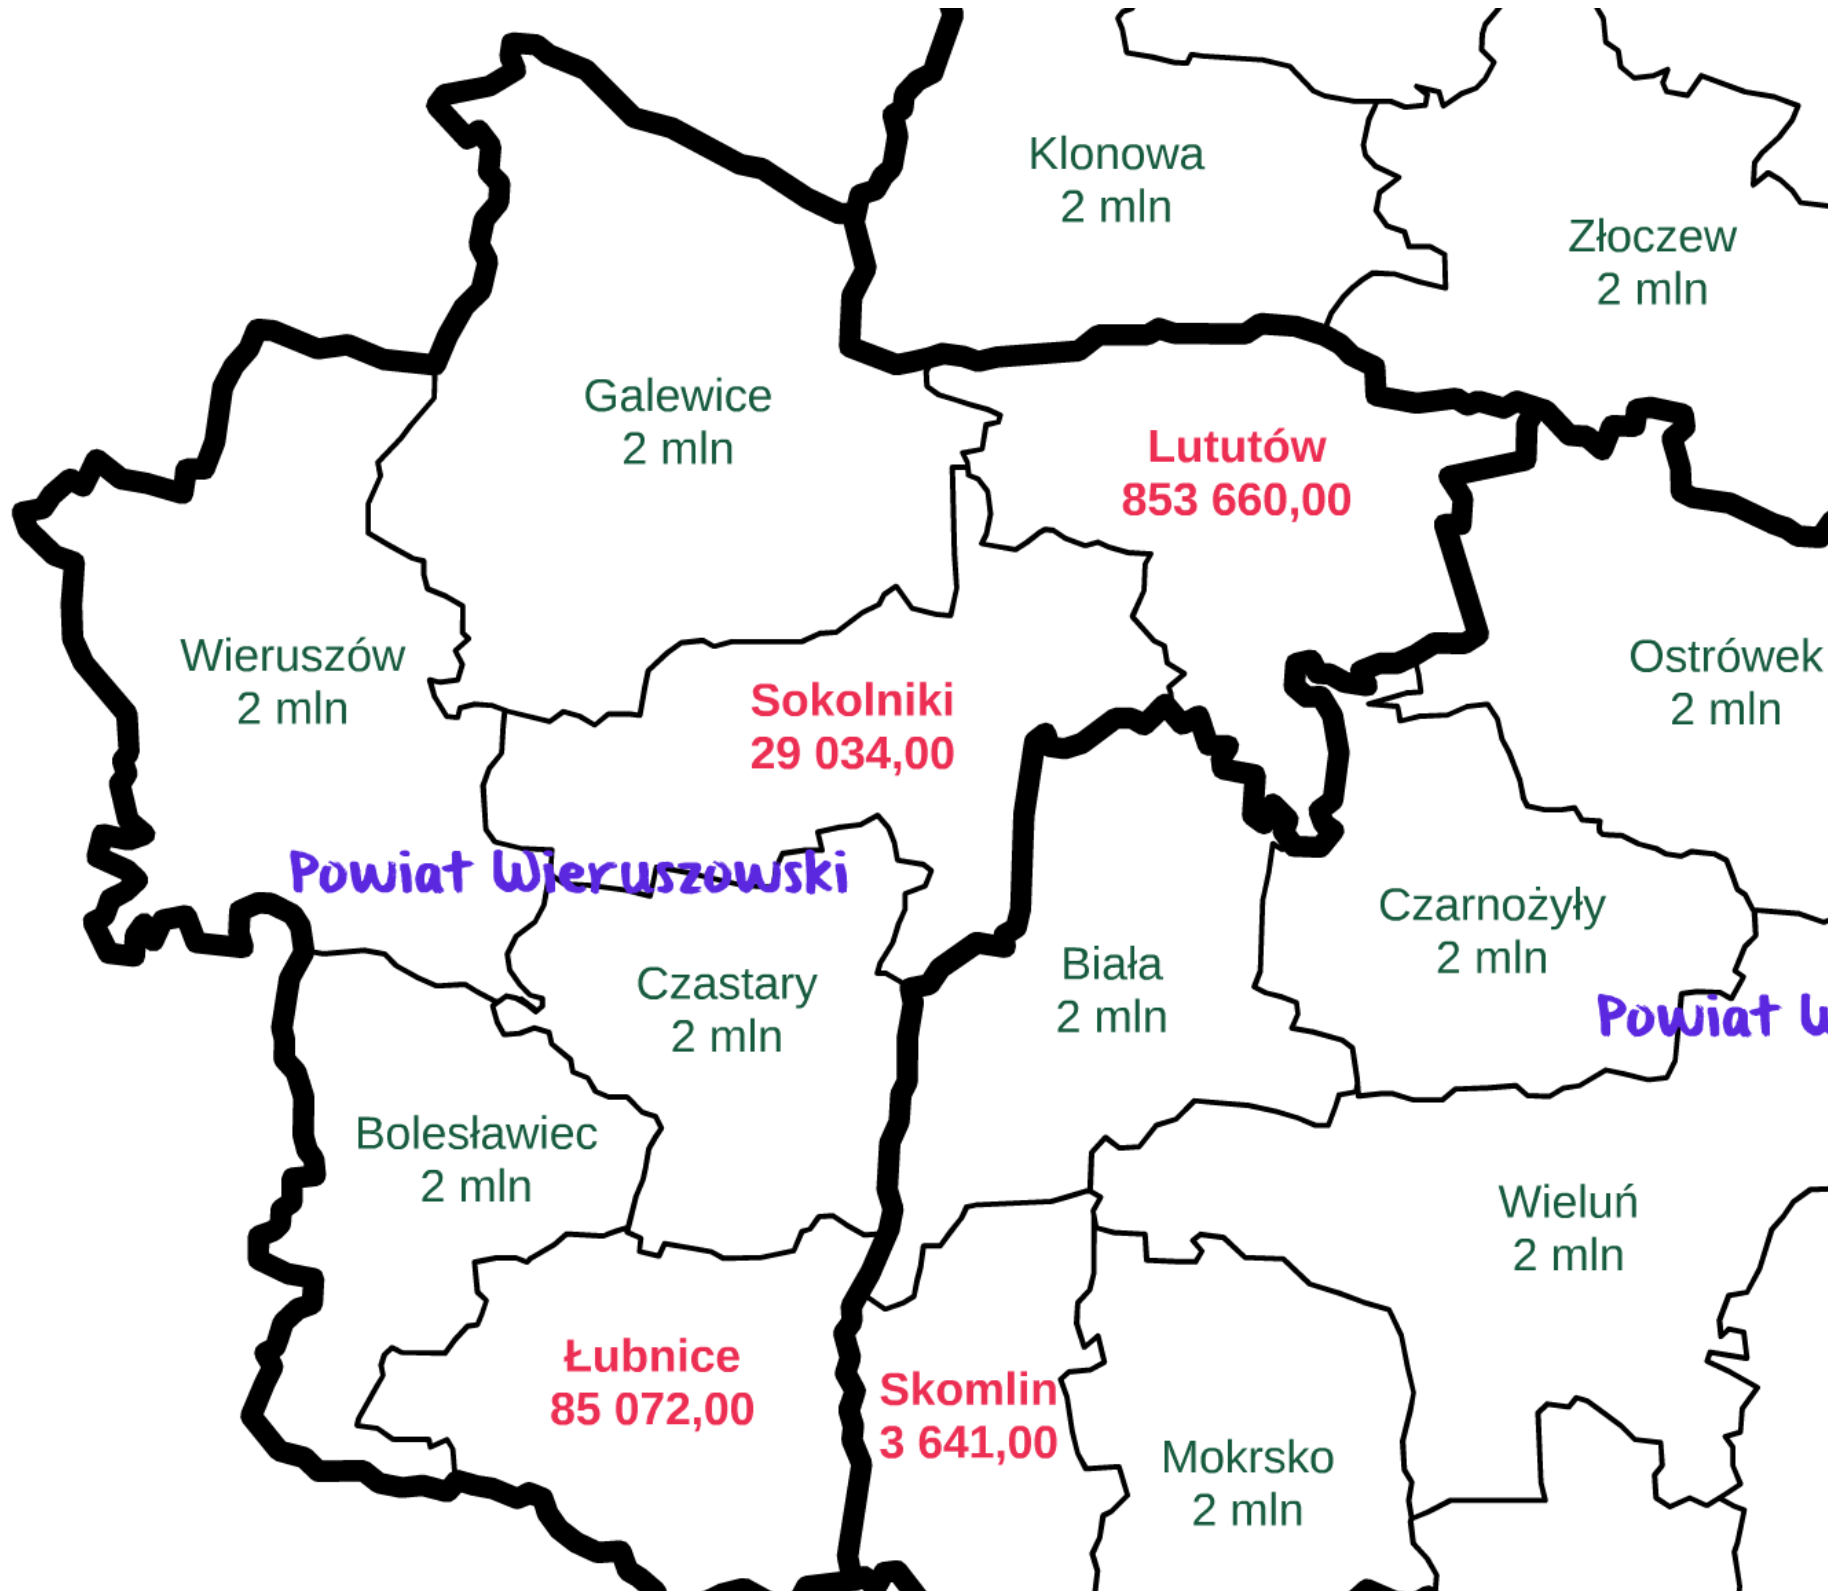 Klonowa
2 mln
Złoczew
2 mln
Galewice
2 mln
Lututów
853 660,00
Wieruszów
2 mln
Ostrówek
2 mln
Sokolniki
29 034,00
Powiat Wieruszowski
Czarnożyły
2 mln
Biała
2 mln
Czastary
2 mln
Powiat W
Bolesławiec
2 mln
Wieluń
2 mln
Łubnice
85 072,00
Skomlin
3 641,00
Mokrsko
2 mln